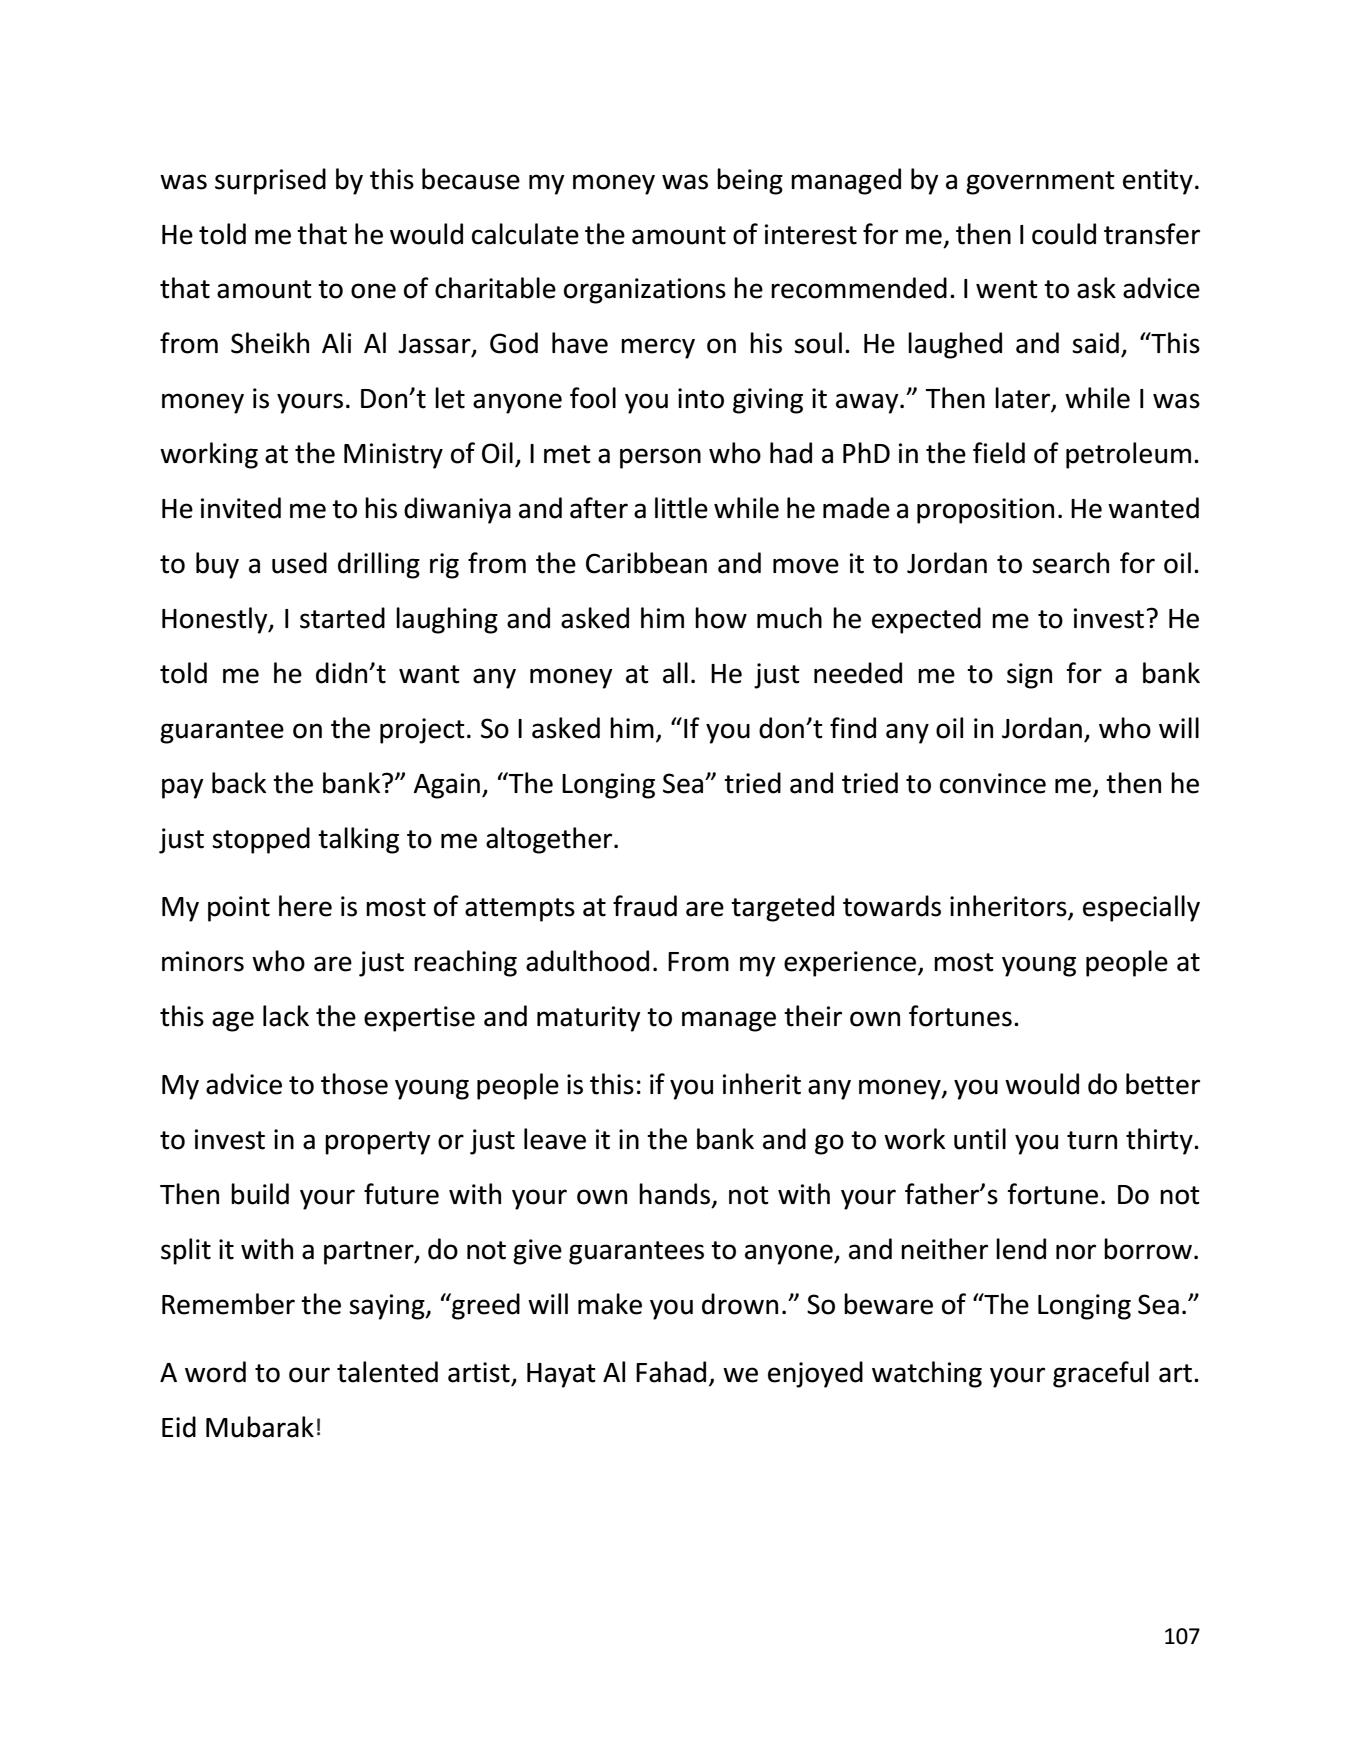 was surprised by this because my money was being managed by a government entity.
He told me that he would calculate the amount of interest for me, then I could transfer
that amount to one of charitable organizations he recommended. I went to ask advice
from Sheikh Ali Al Jassar, God have mercy on his soul. He laughed and said, “This
money is yours. Don’t let anyone fool you into giving it away.” Then later, while I was
working at the Ministry of Oil, I met a person who had a PhD in the field of petroleum.
He invited me to his diwaniya and after a little while he made a proposition. He wanted
to buy a used drilling rig from the Caribbean and move it to Jordan to search for oil.
Honestly, I started laughing and asked him how much he expected me to invest? He
told me he didn’t want any money at all. He just needed me to sign for a bank
guarantee on the project. So I asked him, “If you don’t find any oil in Jordan, who will
pay back the bank?” Again, “The Longing Sea” tried and tried to convince me, then he
just stopped talking to me altogether.
My point here is most of attempts at fraud are targeted towards inheritors, especially
minors who are just reaching adulthood. From my experience, most young people at
this age lack the expertise and maturity to manage their own fortunes.
My advice to those young people is this: if you inherit any money, you would do better
to invest in a property or just leave it in the bank and go to work until you turn thirty.
Then build your future with your own hands, not with your father’s fortune. Do not
split it with a partner, do not give guarantees to anyone, and neither lend nor borrow.
Remember the saying, “greed will make you drown.” So beware of “The Longing Sea.”
A word to our talented artist, Hayat Al Fahad, we enjoyed watching your graceful art.
Eid Mubarak!
107